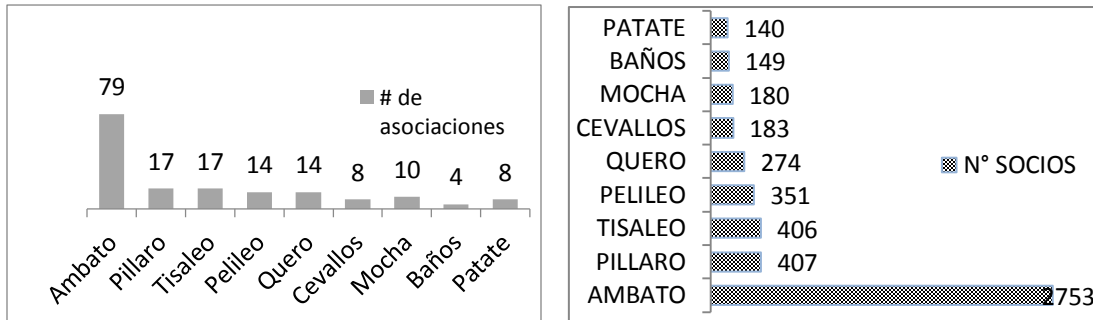 79
17 17 14 14 8 10 4 8
# de
asociaciones
Ambato Pillaro Tisaleo Pelileo Quero Cevallos Mocha Baños Patate
PATATE 140
BAÑOS 149
MOCHA 180
CEVALLOS 183
QUERO 274
PELILEO 351
TISALEO 406
PILLARO 407
AMBATO 2753
N° SOCIOS